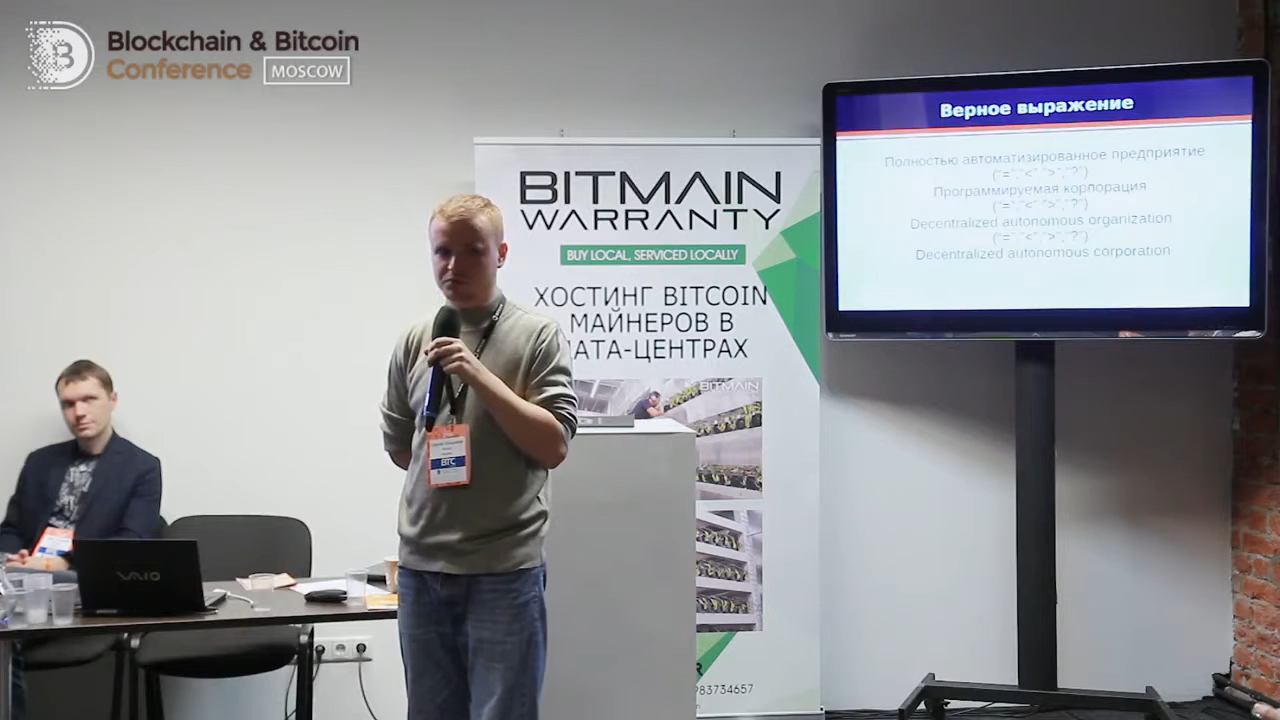 Blockchain & Bitcoin
Conference MOSCOW
Верное выражение
Полностью автоматизированное предприятие
("=","<",">","?")
Программируемая корпорация
("=","<",">","?")
Decentralized autonomous organization
("=","<",">","?")
Decentralized autonomous corporation
BITMAIN
WARRANTY
BUY LOCAL, SERVICED LOCALLY
ХОСТИНГ BITCOIN
МАЙНЕРОВ В
ДАТА-ЦЕНТРАХ
BITMAIN
983734657
BTC
VAIO